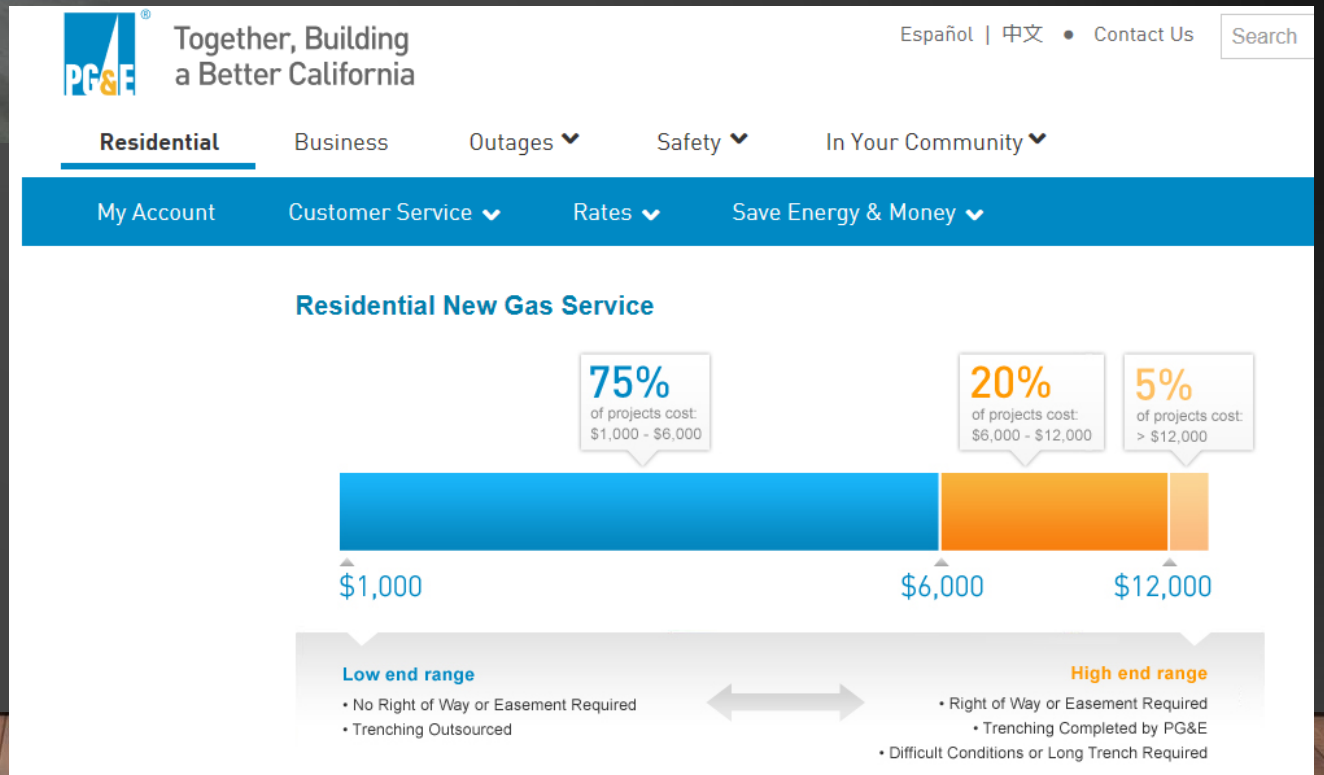 PG&E®
Together, Building
a Better California
Español | 中文 • Contact Us
Search
Residential Business Outages Safety In Your Community
My Account Customer Service Rates Save Energy & Money
Residential New Gas Service
75%
of projects cost:
$1,000 - $6,000
20%
of projects cost:
$6,000 - $12,000
5%
of projects cost:
> $12,000
$1,000 $6,000 $12,000
Low end range
• No Right of Way or Easement Required
• Trenching Outsourced
High end range
• Right of Way or Easement Required
• Trenching Completed by PG&E
• Difficult Conditions or Long Trench Required